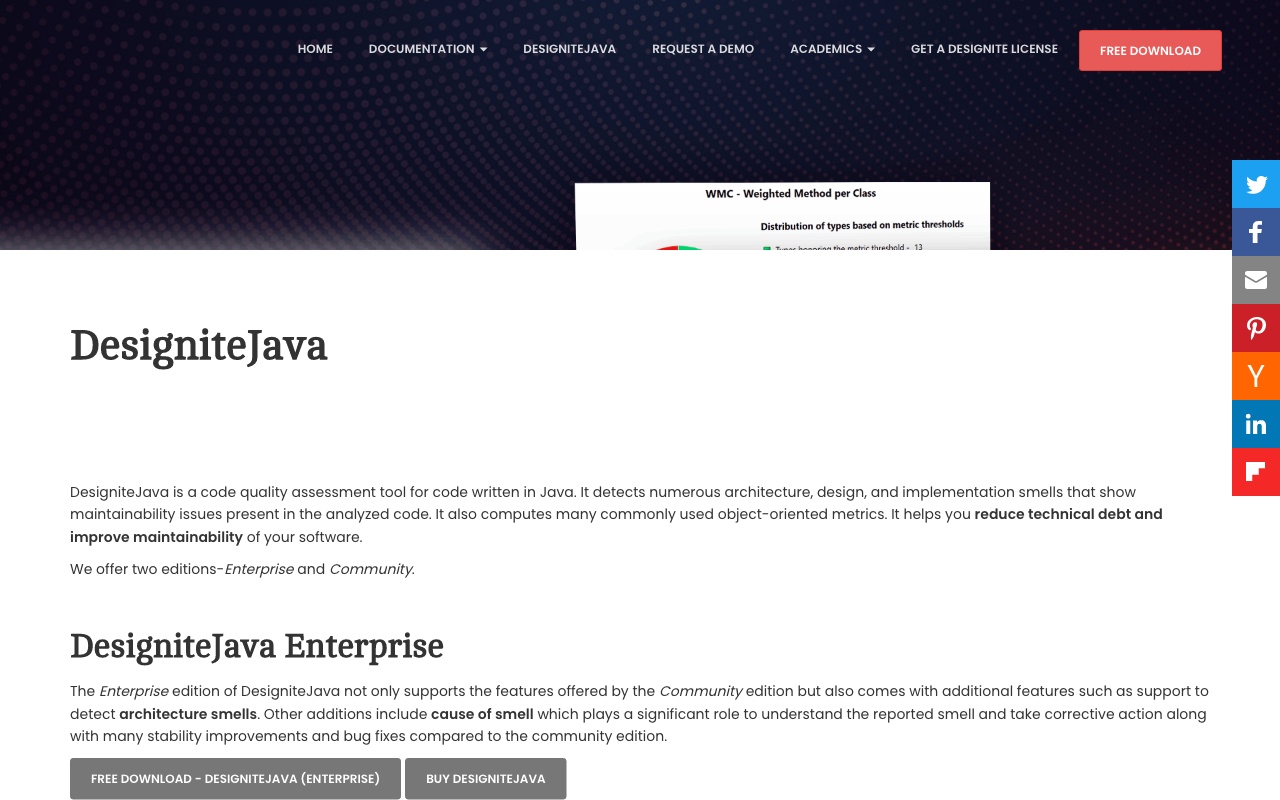 HOME DOCUMENTATION DESIGNITEJAVA REQUEST A DEMO ACADEMICS GET A DESIGNITE LICENSE FREE DOWNLOAD
WMC - Weighted Method per Class
Distribution of types based on metric thresholds
Types honoring the metric threshold - 13
DesigniteJava
DesigniteJava is a code quality assessment tool for code written in Java. It detects numerous architecture, design, and implementation smells that show
maintainability issues present in the analyzed code. It also computes many commonly used object-oriented metrics. It helps you reduce technical debt and
improve maintainability of your software.
We offer two editions-Enterprise and Community.
DesigniteJava Enterprise
The Enterprise edition of DesigniteJava not only supports the features offered by the Community edition but also comes with additional features such as support to
detect architecture smells. Other additions include cause of smell which plays a significant role to understand the reported smell and take corrective action along
with many stability improvements and bug fixes compared to the community edition.
FREE DOWNLOAD - DESIGNITEJAVA (ENTERPRISE) BUY DESIGNITEJAVA